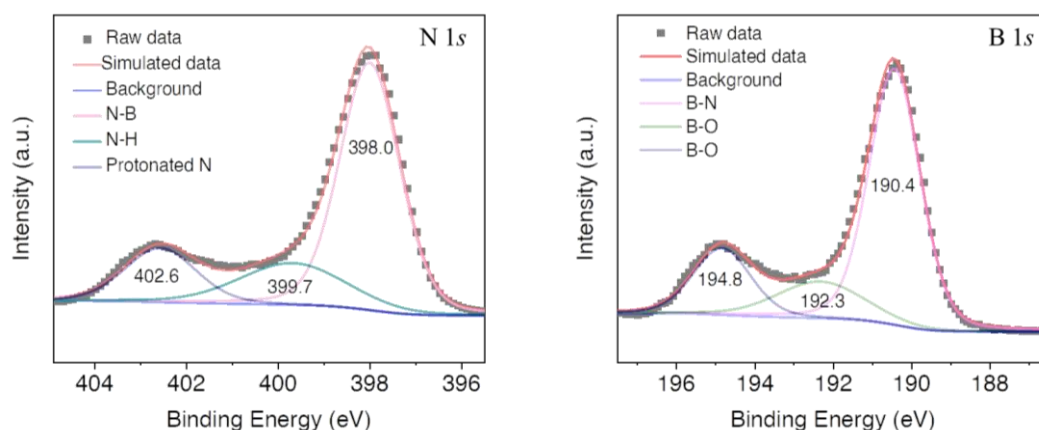 N 1s
Raw data
Simulated data
Background
N-B
N-H
Protonated N
398.0
402.6
399.7
Intensity (a.u.)
404 402 400 398 396
Binding Energy (eV)
B 1s
Raw data
Simulated data
Background
B-N
B-O
B-O
190.4
194.8
192.3
Intensity (a.u.)
196 194 192 190 188
Binding Energy (eV)